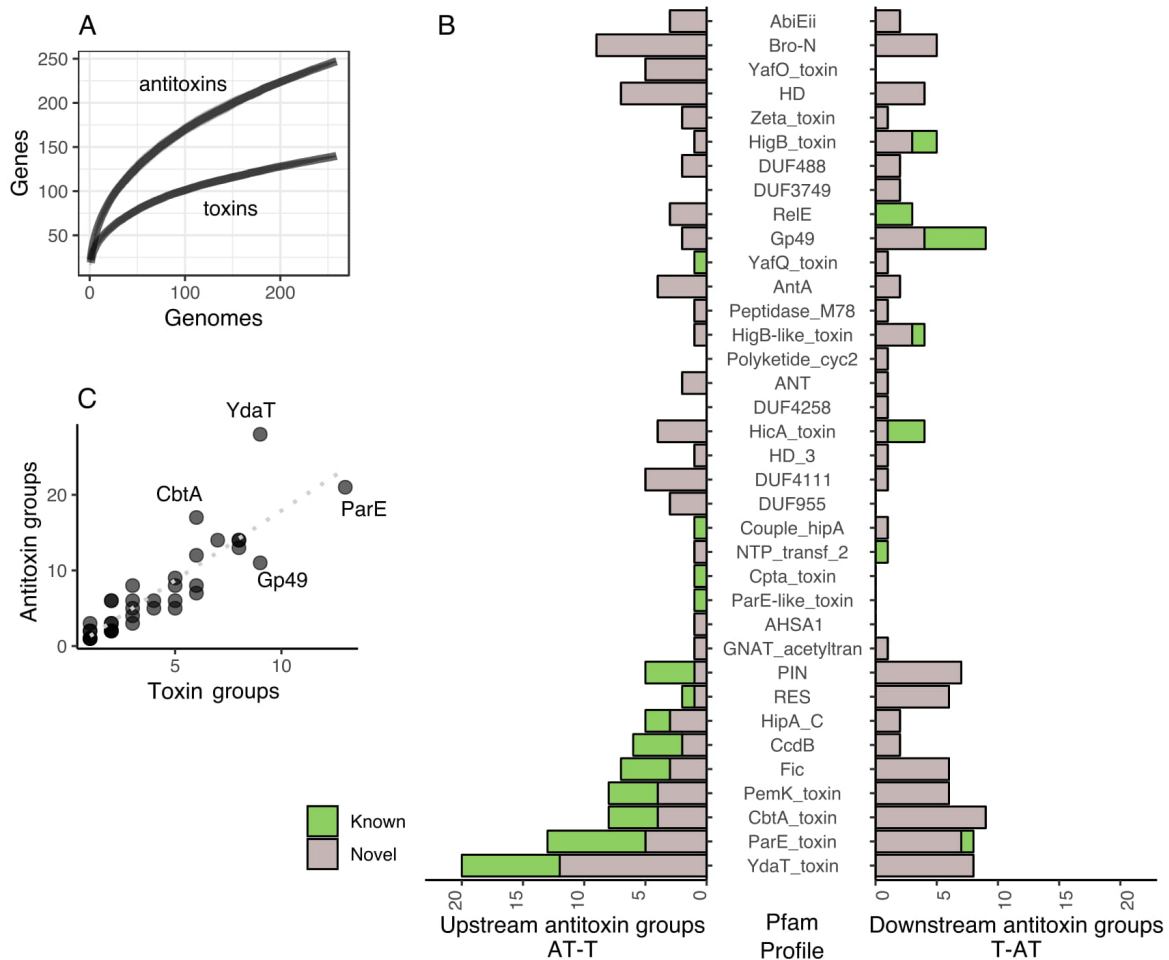 A
250
200
150
100
50
Genes
antitoxins
toxins
0
100
200
Genomes
B
AbiEii
Bro-N
YafO_toxin
HD
Zeta_toxin
HigB_toxin
DUF488
DUF3749
RelE
Gp49
YafQ_toxin
AntA
Peptidase_M78
HigB-like_toxin
Polyketide_cyc2
ANT
DUF4258
HicA_toxin
HD_3
DUF4111
DUF955
Couple_hipA
NTP_transf_2
Cpta_toxin
ParE-like_toxin
AHSA1
GNAT_acetyltran
PIN
RES
HipA_C
CcdB
Fic
PemK_toxin
CbtA_toxin
ParE_toxin
YdaT_toxin
20
15
10
5
0
0
5
10
15
20
Upstream antitoxin groups
AT-T
Pfam
Profile
Downstream antitoxin groups
T-AT
Known
Novel
C
YdaT
CbtA
ParE
Gp49
20
10
0
Antitoxin groups
5
10
Toxin groups